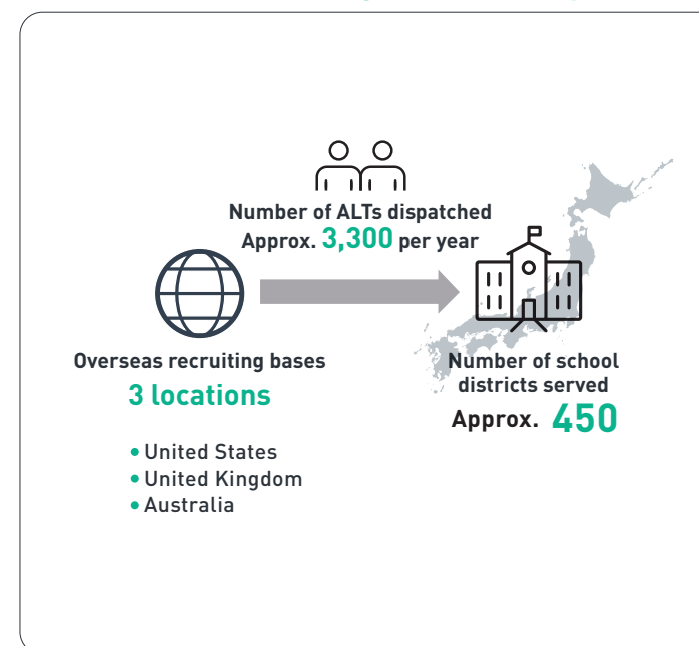 Number of ALTs dispatched
Approx. 3,300 per year
Overseas recruiting bases
3 locations
• United States
• United Kingdom
• Australia
Number of school
districts served
Approx. 450